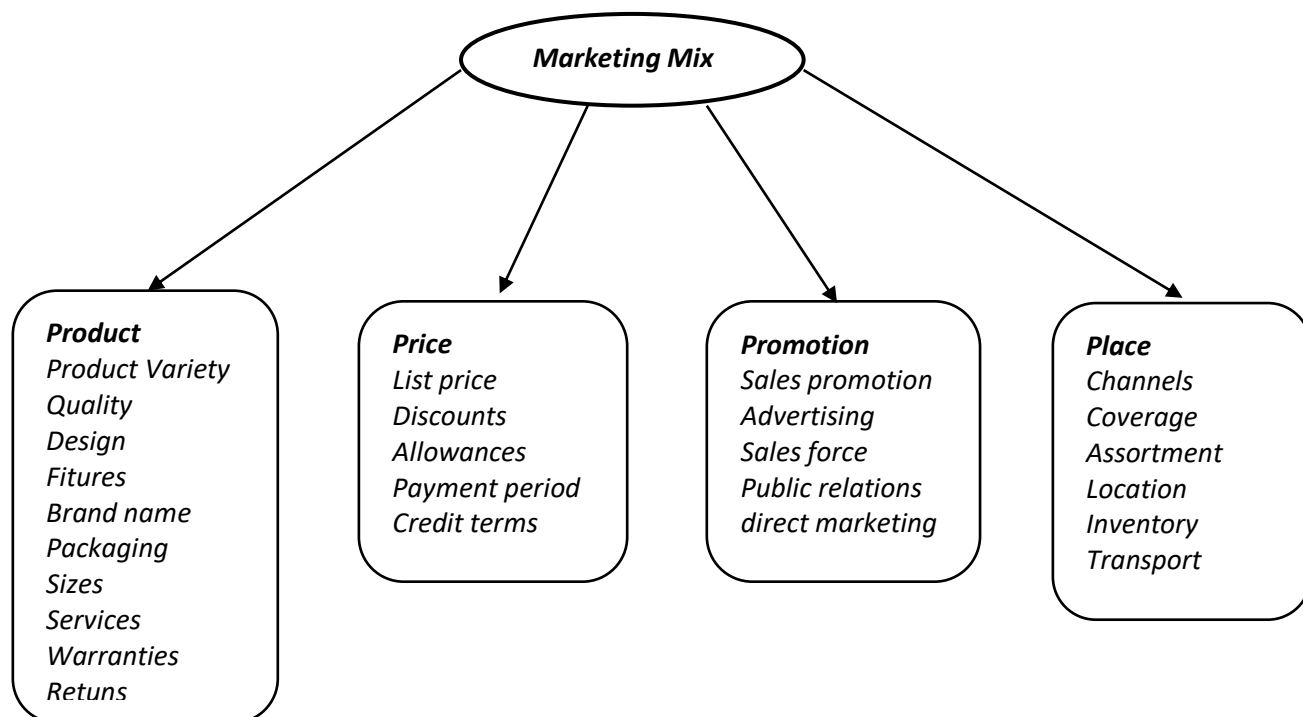 Marketing Mix
Product
Product Variety
Quality
Design
Fitures
Brand name
Packaging
Sizes
Services
Warranties
Retuns
Price
List price
Discounts
Allowances
Payment period
Credit terms
Promotion
Sales promotion
Advertising
Sales force
Public relations
direct marketing
Place
Channels
Coverage
Assortment
Location
Inventory
Transport